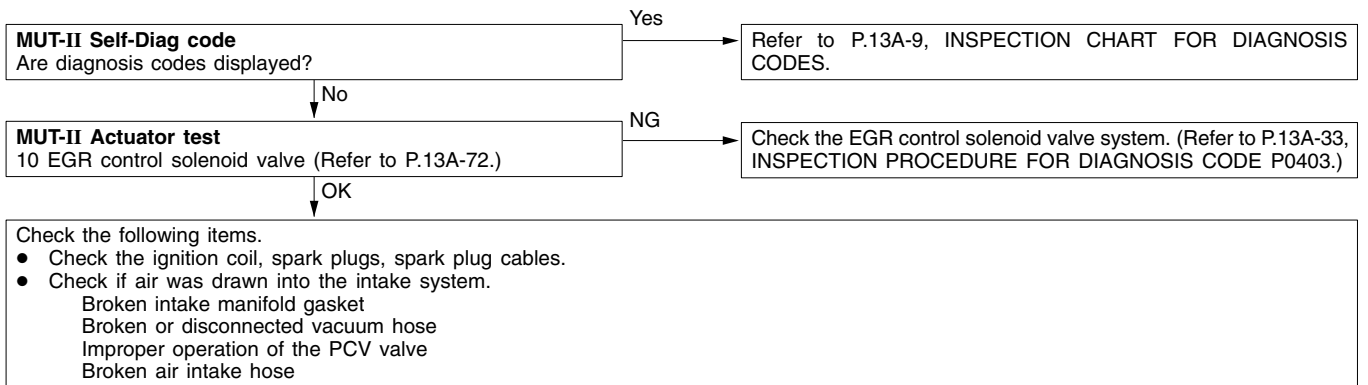 Yes
MUT-II Self-Diag code
Are diagnosis codes displayed?
Refer to P.13A-9, INSPECTION CHART FOR DIAGNOSIS
CODES.
No
MUT-II Actuator test
10 EGR control solenoid valve (Refer to P.13A-72.)
NG
Check the EGR control solenoid valve system. (Refer to P.13A-33,
INSPECTION PROCEDURE FOR DIAGNOSIS CODE P0403.)
OK
Check the following items.
● Check the ignition coil, spark plugs, spark plug cables.
● Check if air was drawn into the intake system.
Broken intake manifold gasket
Broken or disconnected vacuum hose
Improper operation of the PCV valve
Broken air intake hose